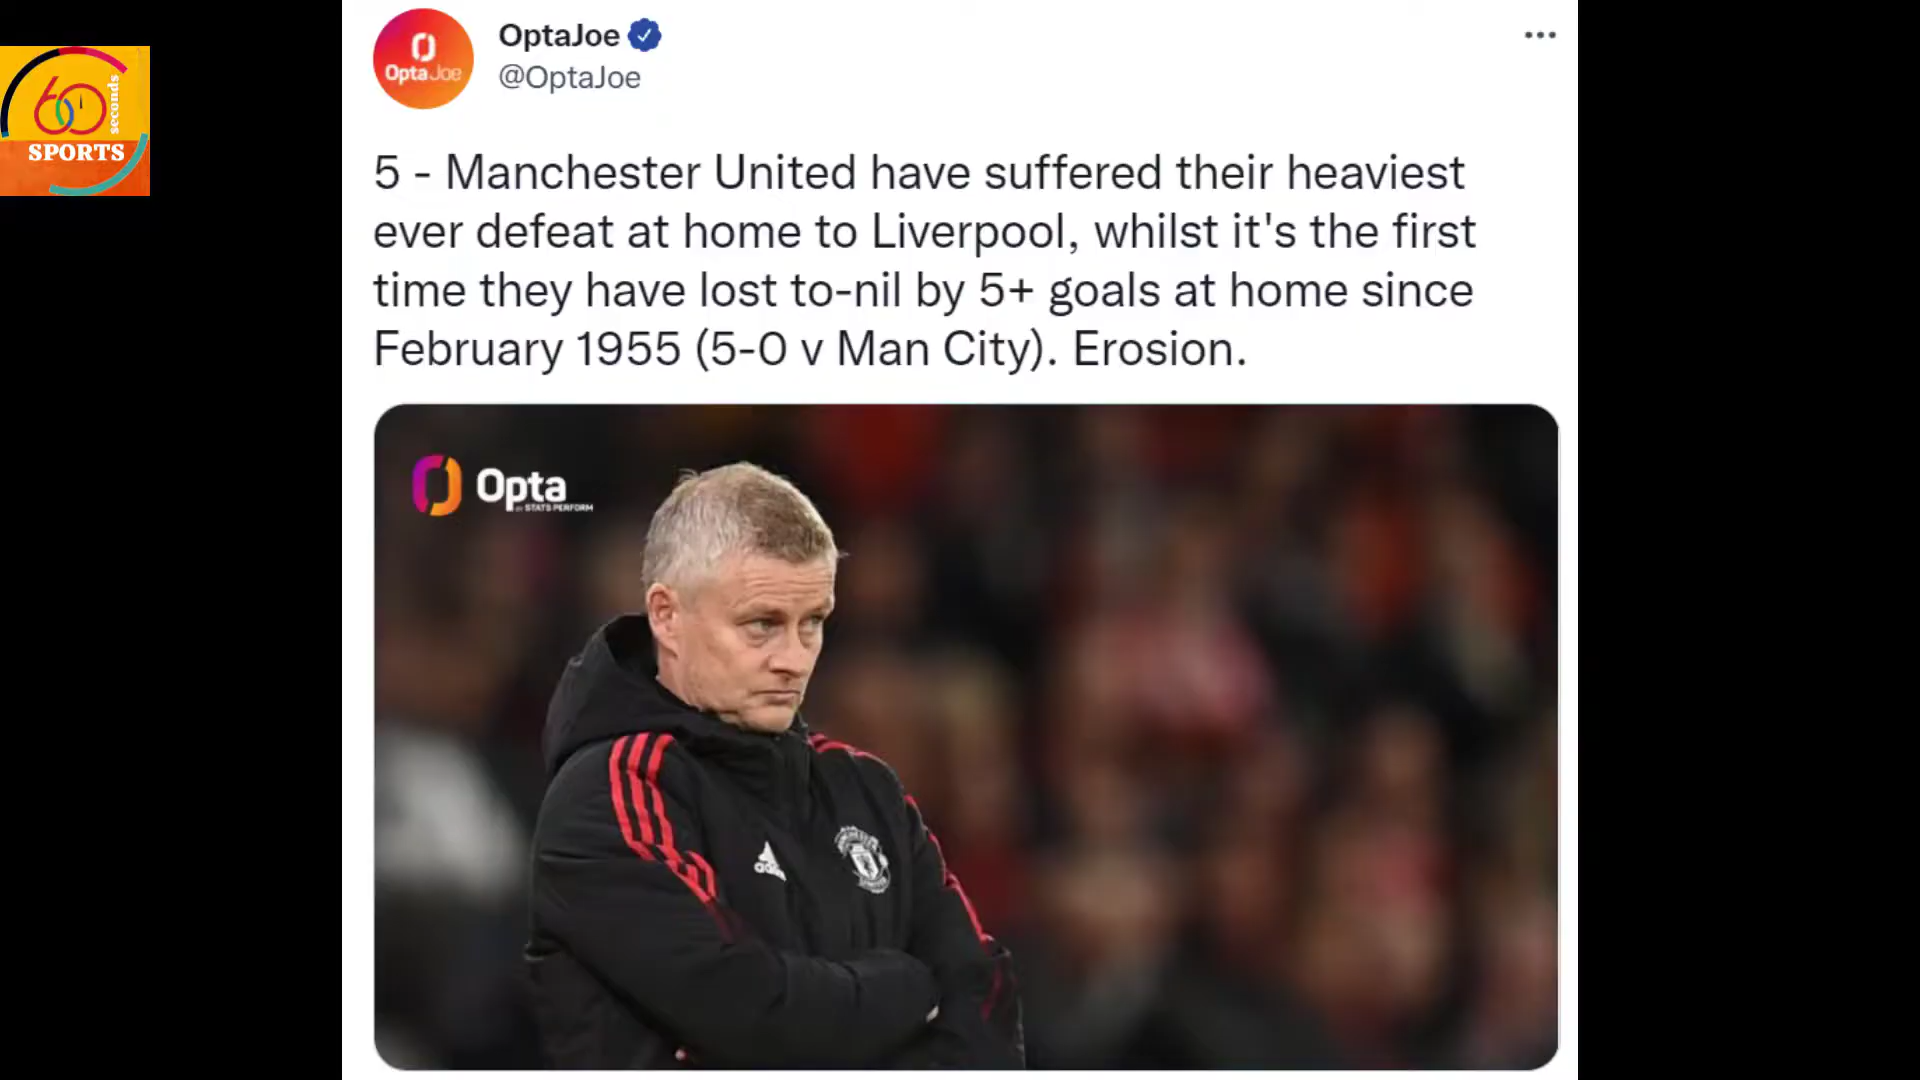 OptaJoe
@OptaJoe
Opta Joe
60
seconds
SPORTS
5 - Manchester United have suffered their heaviest
ever defeat at home to Liverpool, whilst it's the first
time they have lost to-nil by 5+ goals at home since
February 1955 (5-0 v Man City). Erosion.
Opta
BY STATS PERFORM
adidas